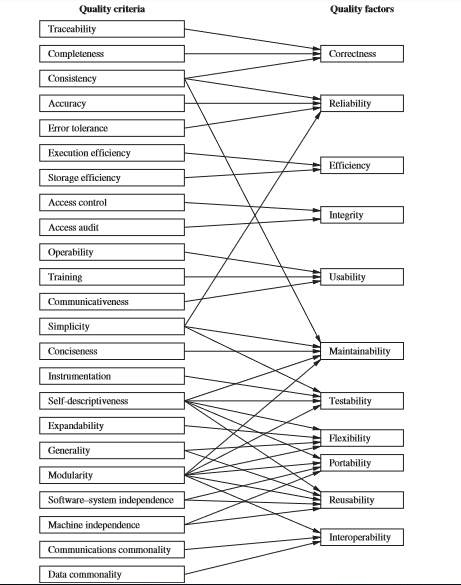 Quality criteria
Quality factors
Traceability
Completeness
Correctness
Consistency
Accuracy
Reliability
Error tolerance
Execution efficiency
Efficiency
Storage efficiency
Access control
Integrity
Access audit
Operability
Training
Usability
Communicativeness
Simplicity
Conciseness
Maintainability
Instrumentation
Self-descriptiveness
Testability
Expandability
Flexibility
Generality
Portability
Modularity
Software–system independence
Reusability
Machine independence
Interoperability
Communications commonality
Data commonality